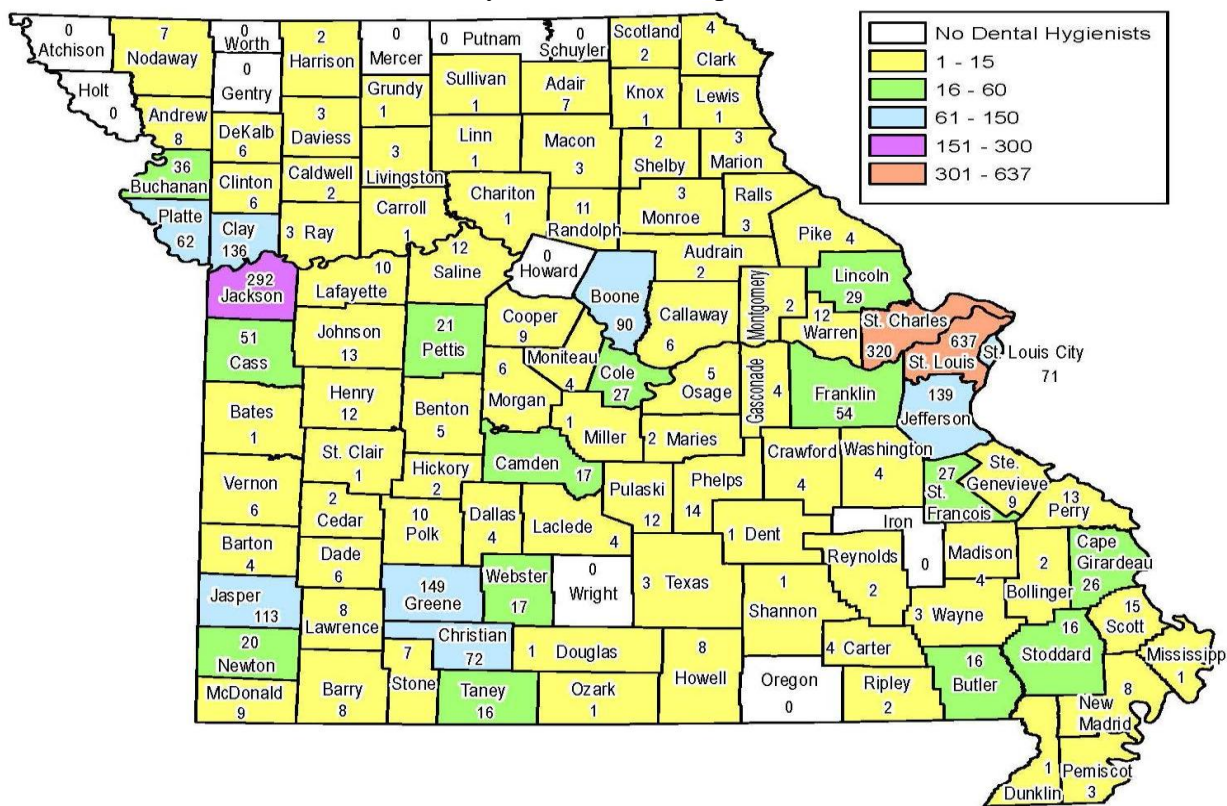 0
Atchison
7
Nodaway
0
Worth
2
Harrison
0
Mercer
0 Putnam
0
Schuyler
Scotland
2
4
Clark
Holt
0
0
Gentry
Grundy
1
Sullivan
1
Adair
7
Knox
1
Lewis
1
Andrew
8
DeKalb
6
3
Daviess
3
Livingston
Linn
1
Macon
3
2
Shelby
3
Marion
36
Buchanan
Clinton
6
Caldwell
2
Carroll
1
Chariton
1
11
Randolph
3
Monroe
Ralls
3
Platte
62
Clay
136
3 Ray
12
Saline
0
Howard
Audrain
2
Pike 4
292
Jackson
10
Lafayette
Boone
90
Callaway
6
Montgomery
2
Lincoln
29
12
Warren
St. Charles
320
637
St. Louis
St. Louis City
71
51
Cass
Johnson
13
21
Pettis
Cooper
9
Moniteau
4
Cole
27
5
Osage
Gasconade
4
Franklin
54
139
Jefferson
Bates
1
Henry
12
Benton
5
6
Morgan
1
Miller
2 Maries
Crawford
4
Washington
4
St. Clair
1
Hickory
2
Camden
17
Pulaski
12
Phelps
14
27
St.
Francois
Ste.
Genevieve
9
13
Perry
Vernon
6
2
Cedar
10
Polk
Dallas
4
Laclede
4
1 Dent
Iron
0
Madison
4
2
Bollinger
Cape
Girardeau
26
Barton
4
Dade
6
149
Greene
Webster
17
0
Wright
3 Texas
1
Shannon
Reynolds
2
3 Wayne
15
Scott
Jasper
113
8
Lawrence
Christian
72
1 Douglas
8
Howell
4 Carter
16
Stoddard
Mississipp
1
20
Newton
7
Stone
Taney
16
Ozark
1
Oregon
0
Ripley
2
16
Butler
8
New
Madrid
McDonald
9
Barry
8
1
Dunklin
Pemiscot
3
No Dental Hygienists
1 - 15
16 - 60
61 - 150
151 - 300
301 - 637